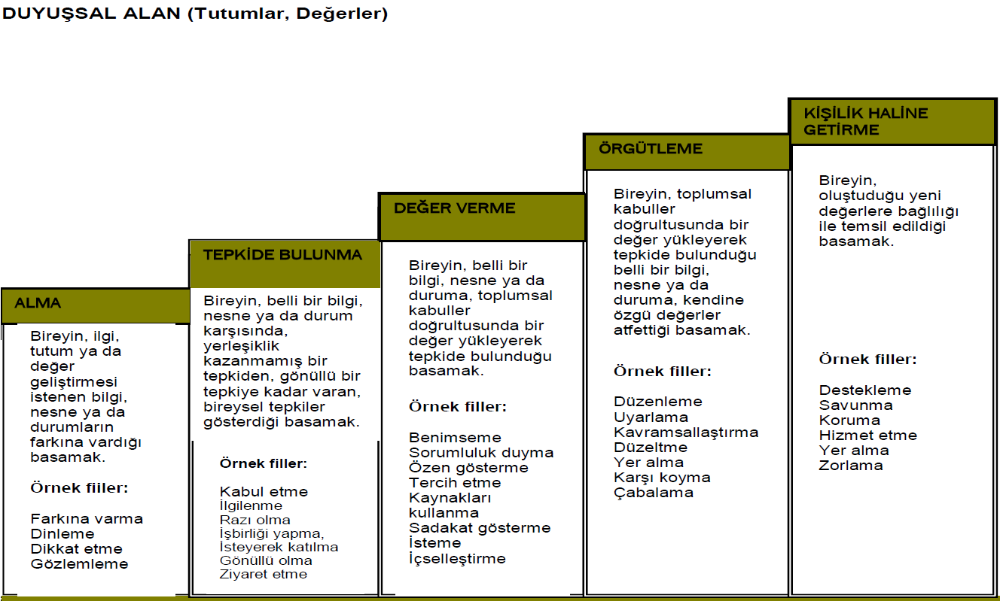 DUYUŞSAL ALAN (Tutumlar, Değerler)
ALMA
Bireyin, ilgi,
tutum ya da
değer
geliştirmesi
istenen bilgi,
nesne ya da
durumların
farkına vardığı
basamak.
Örnek fiiller:
Farkına varma
Dinleme
Dikkat etme
Gözlemleme
TEPKİDE BULUNMA
Bireyin, belli bir bilgi,
nesne ya da durum
karşısında,
yerleşiklik
kazanmamış bir
tepkiden, gönüllü bir
tepkiye kadar varan,
bireysel tepkiler
gösterdiği basamak.
Örnek filler:
Kabul etme
İlgilenme
Razı olma
İşbirliği yapma,
İsteyerek katılma
Gönüllü olma
Ziyaret etme
DEĞER VERME
Bireyin, belli bir
bilgi, nesne ya da
duruma, toplumsal
kabuller
doğrultusunda bir
değer yükleyerek
tepkide bulunduğu
basamak.
Örnek filler:
Benimseme
Sorumluluk duyma
Özen gösterme
Tercih etme
Kaynakları
kullanma
Sadakat gösterme
İsteme
İçselleştirme
ÖRGÜTLEME
Bireyin, toplumsal
kabuller
doğrultusunda bir
değer yükleyerek
tepkide bulunduğu
belli bir bilgi,
nesne ya da
duruma, kendine
özgü değerler
atfettiği basamak.
Örnek filler:
Düzenleme
Uyarlama
Kavramsallaştırma
Düzeltme
Yer alma
Karşı koyma
Çabalama
KİŞİLİK HALİNE
GETİRME
Bireyin,
oluştuduğu yeni
değerlere bağlılığı
ile temsil edildiği
basamak.
Örnek filler:
Destekleme
Savunma
Koruma
Hizmet etme
Yer alma
Zorlama